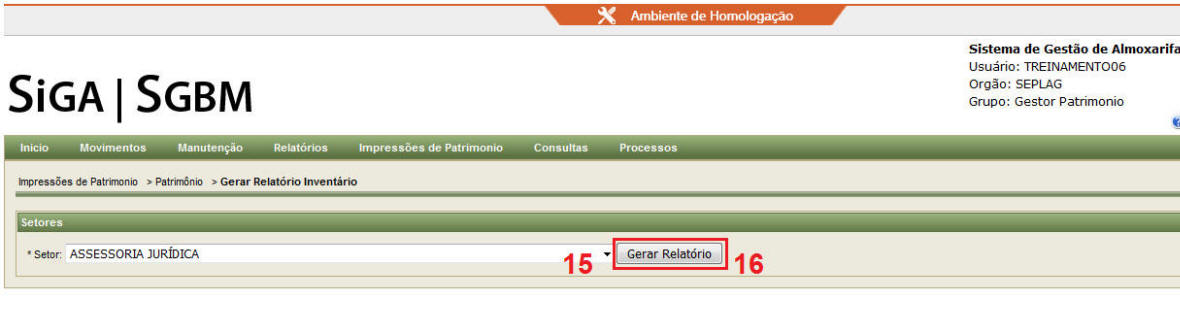 Ambiente de Homologação
Sistema de Gestão de Almoxarifa
Usuário: TREINAMENTO06
Orgão: SEPLAG
Grupo: Gestor Patrimonio
SIGA | SGBM
Inicio Movimentos Manutenção Relatórios Impressões de Patrimonio Consultas Processos
Impressões de Patrimonio > Patrimônio > Gerar Relatório Inventário
Setores
* Setor: ASSESSORIA JURÍDICA 15 Gerar Relatório 16